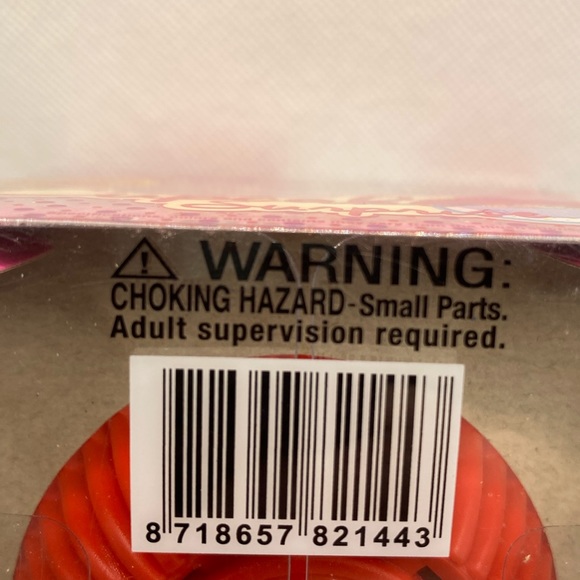 WARNING:
CHOKING HAZARD-Small Parts.
Adult supervision required.
8 718657 821443